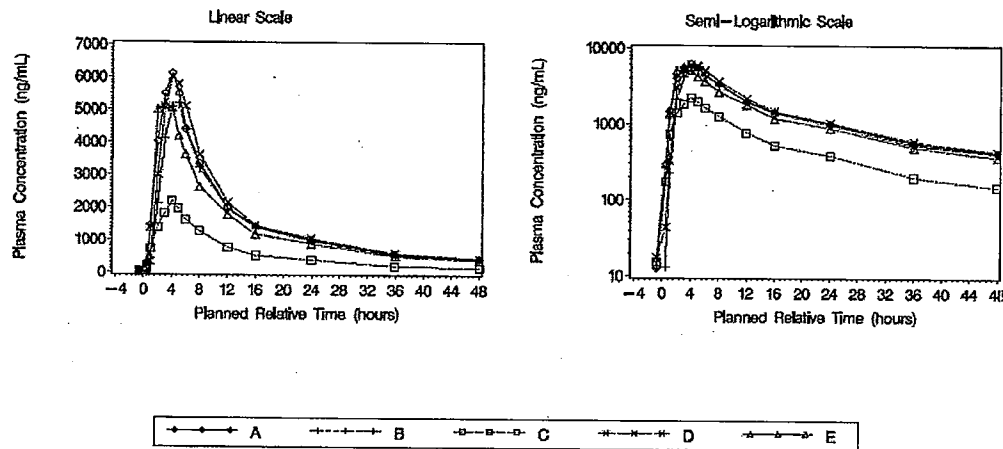 Linear Scale
Plasma Concentration (ng/mL)
7000
6000
5000
4000
3000
2000
1000
0
−4 0 4 8 12 16 20 24 28 32 36 40 44 48
Planned Relative Time (hours)
Semi−Logarithmic Scale
Plasma Concentration (ng/mL)
10000
1000
100
10
−4 0 4 8 12 16 20 24 28 32 36 40 44 48
Planned Relative Time (hours)
A B C D E